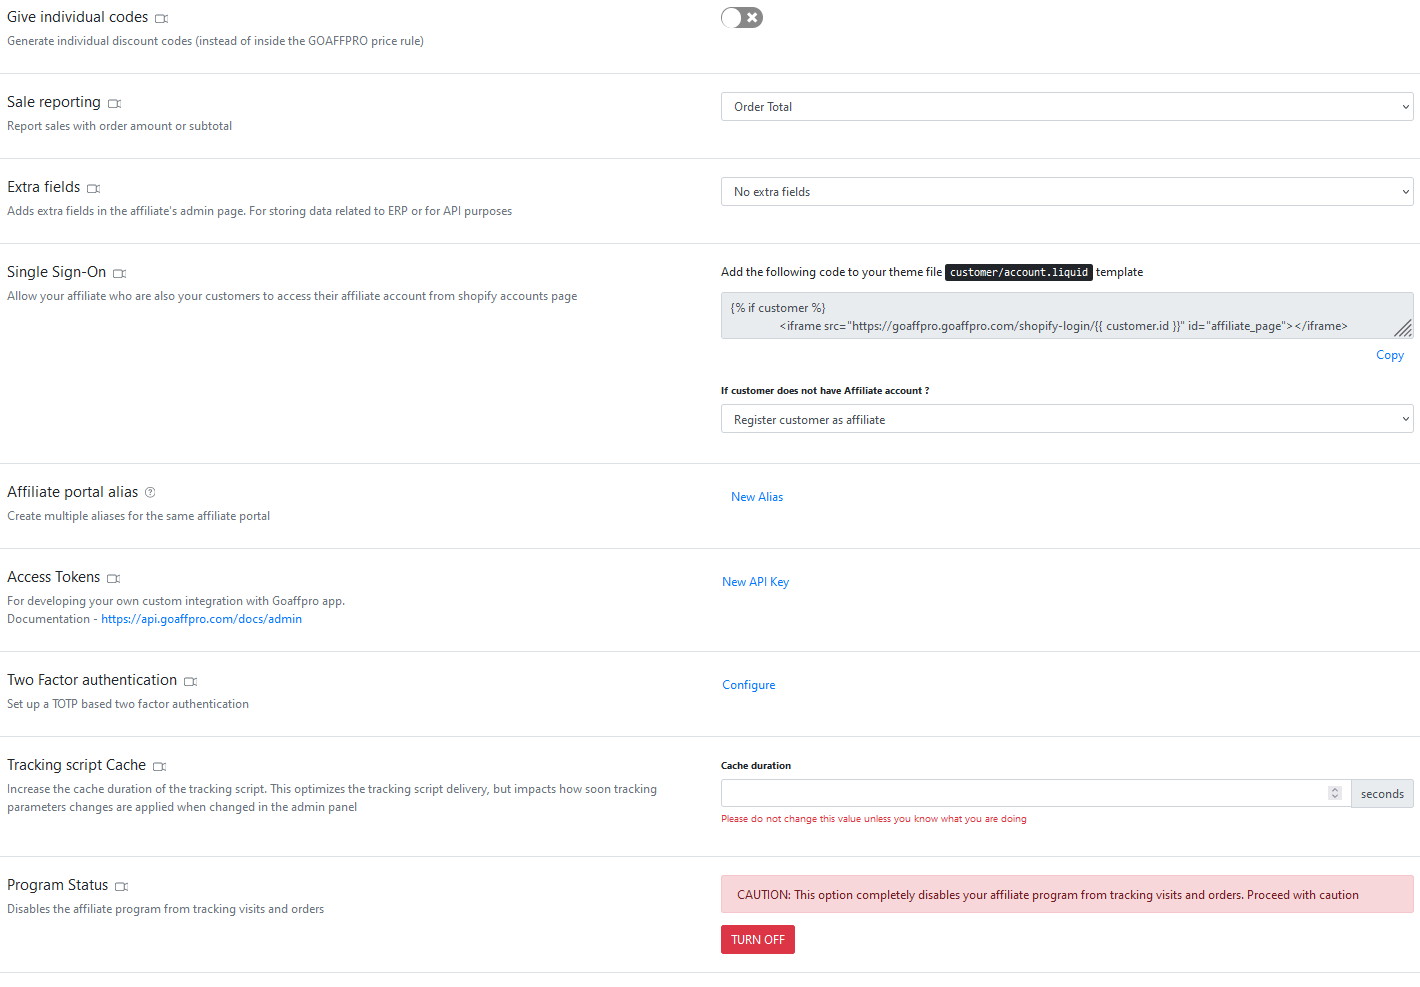 Give individual codes
Generate individual discount codes (instead of inside the GOAFFPRO price rule)
Sale reporting
Report sales with order amount or subtotal
Order Total
Extra fields
Adds extra fields in the affiliate's admin page. For storing data related to ERP or for API purposes
No extra fields
Single Sign-On
Allow your affiliate who are also your customers to access their affiliate account from shopify accounts page
Add the following code to your theme file customer/account.liquid template
{% if customer %}
<iframe src="https://goaffpro.goaffpro.com/shopify-login/{{ customer.id }}" id="affiliate_page"></iframe>
Copy
If customer does not have Affiliate account ?
Register customer as affiliate
Affiliate portal alias
Create multiple aliases for the same affiliate portal
New Alias
Access Tokens
For developing your own custom integration with Goaffpro app.
Documentation - https://api.goaffpro.com/docs/admin
New API Key
Two Factor authentication
Set up a TOTP based two factor authentication
Configure
Tracking script Cache
Increase the cache duration of the tracking script. This optimizes the tracking script delivery, but impacts how soon tracking
parameters changes are applied when changed in the admin panel
Cache duration
seconds
Please do not change this value unless you know what you are doing
Program Status
Disables the affiliate program from tracking visits and orders
CAUTION: This option completely disables your affiliate program from tracking visits and orders. Proceed with caution
TURN OFF